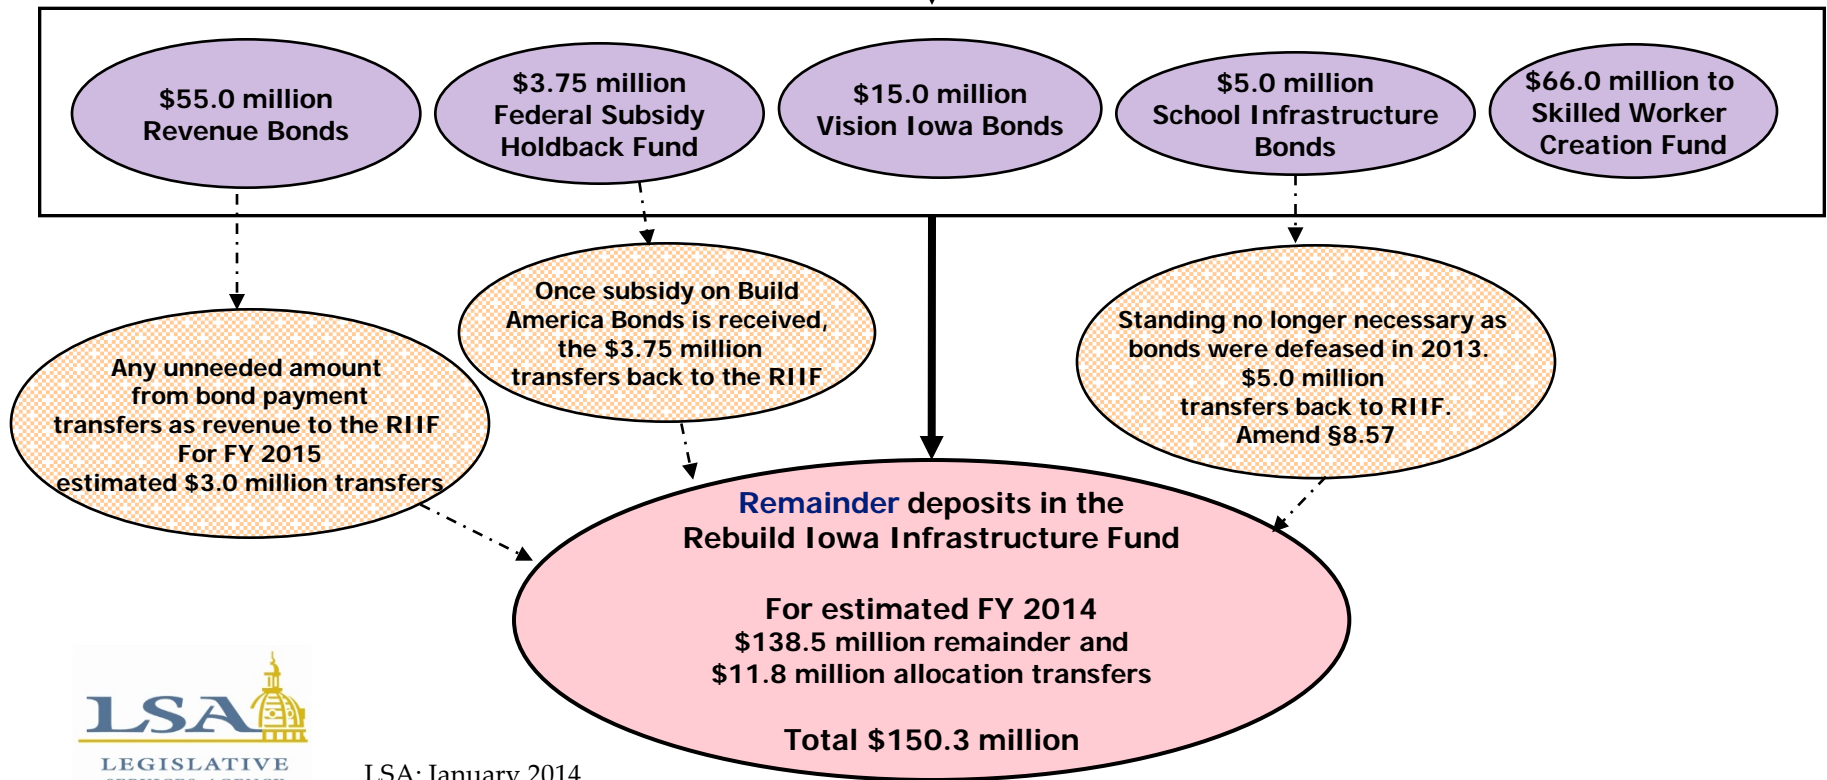 $55.0 million
Revenue Bonds
$3.75 million
Federal Subsidy
Holdback Fund
$15.0 million
Vision Iowa Bonds
$5.0 million
School Infrastructure
Bonds
$66.0 million to
Skilled Worker
Creation Fund
Any unneeded amount
from bond payment
transfers as revenue to the RIIF
For FY 2015
estimated $3.0 million transfers
Once subsidy on Build
America Bonds is received,
the $3.75 million
transfers back to the RIIF
Standing no longer necessary as
bonds were defeased in 2013.
$5.0 million
transfers back to RIIF.
Amend §8.57
Remainder deposits in the
Rebuild Iowa Infrastructure Fund
For estimated FY 2014
$138.5 million remainder and
$11.8 million allocation transfers
Total $150.3 million
LSA
LEGISLATIVE
SERVICES AGENCY
LSA: January 2014